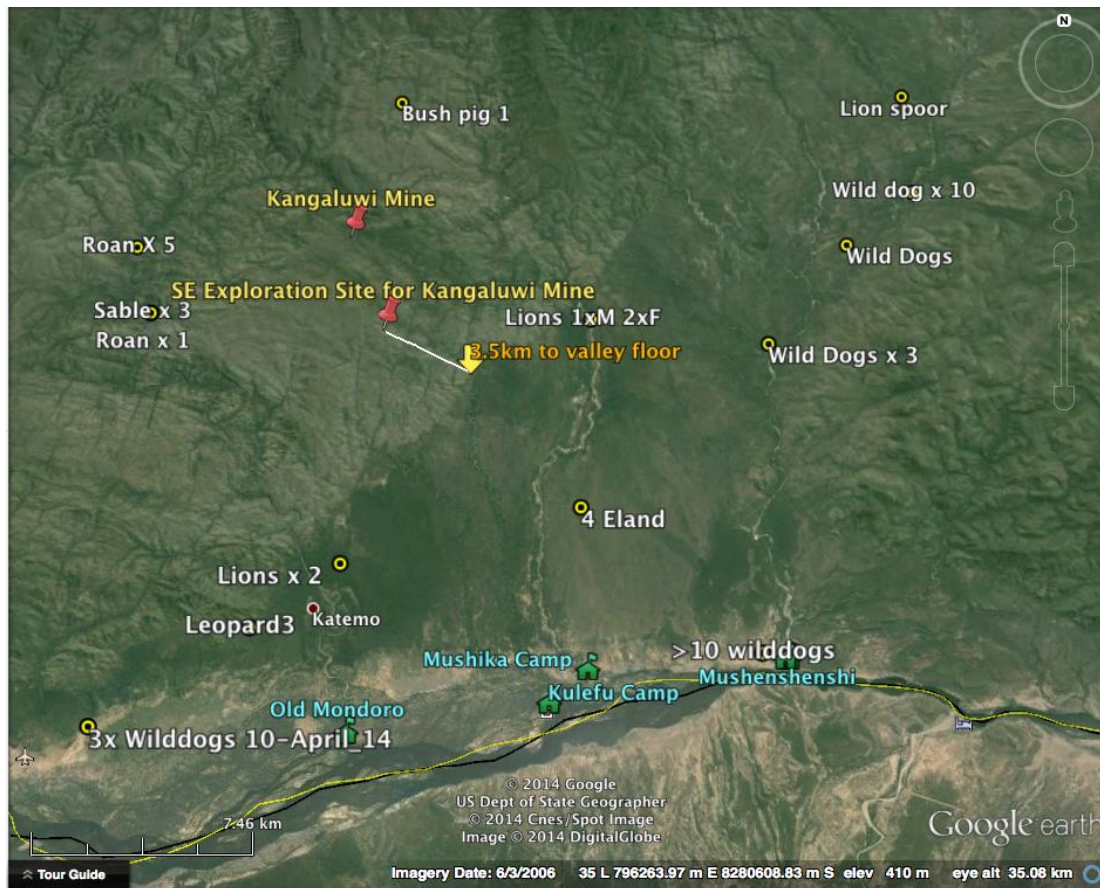 N
Bush pig 1
Lion spoor
Kangaluwi Mine
Wild dog x 10
Roan X 5
Wild Dogs
SE Exploration Site for Kangaluwi Mine
Sable x 3
Lions 1xM 2xF
Roan x 1
3.5km to valley floor
Wild Dogs x 3
4 Eland
Lions x 2
Leopard3
Katemo
Mushika Camp
>10 wilddogs
Mushenshenshi
Kulefu Camp
Old Mondoro
3x Wilddogs 10-April_14
© 2014 Google
US Dept of State Geographer
© 2014 Cnes/Spot Image
Image © 2014 DigitalGlobe
7.46 km
Google earth
Tour Guide
Imagery Date: 6/3/2006 35 L 796263.97 m E 8280608.83 m S elev 410 m eye alt 35.08 km